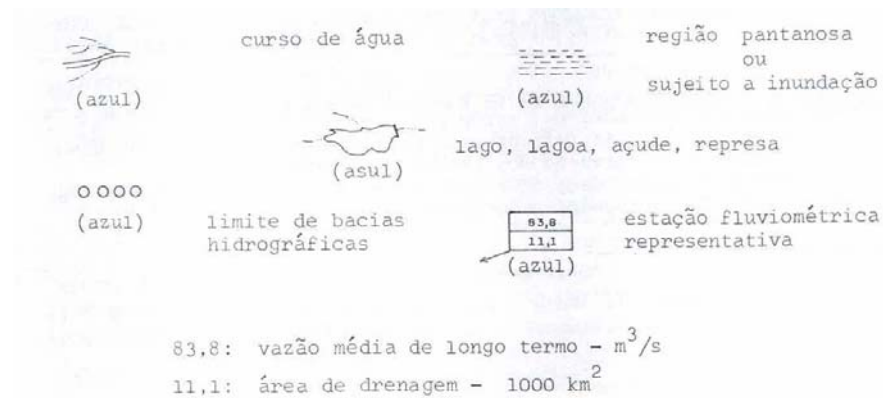 curso de água
(azul)
região pantanosa
ou
sujeito a inundação
(azul)
lago, lagoa, açude, represa
(asul)
oooo
(azul)
limite de bacias
hidrográficas
83,8
11,1
(azul)
estação fluviométrica
representativa
83,8: vazão média de longo termo - m³/s
11,1: área de drenagem - 1000 km²